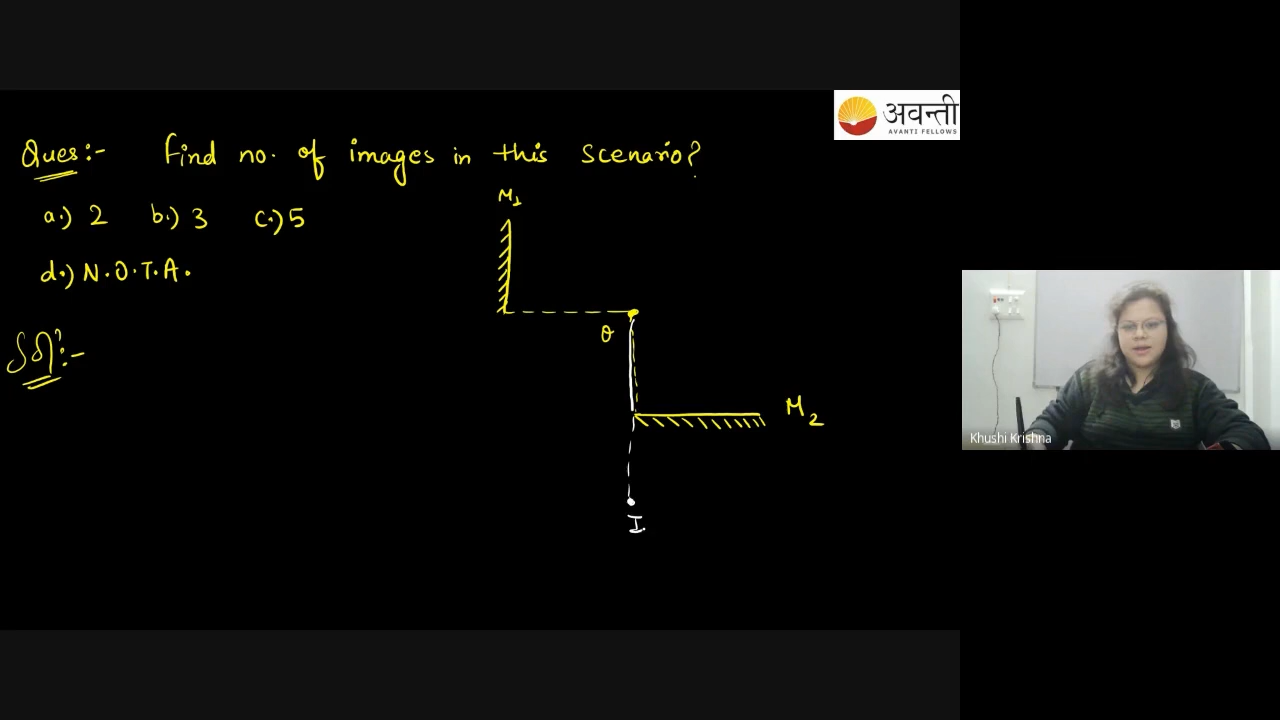 Ques:- Find no. of images in this scenario?
a.) 2 b.) 3 c.) 5
d.) N.O.T.A.
Sol:-
M1
θ
M2
I.
अवन्ती
AVANTI FELLOWS
Khushi Krishna